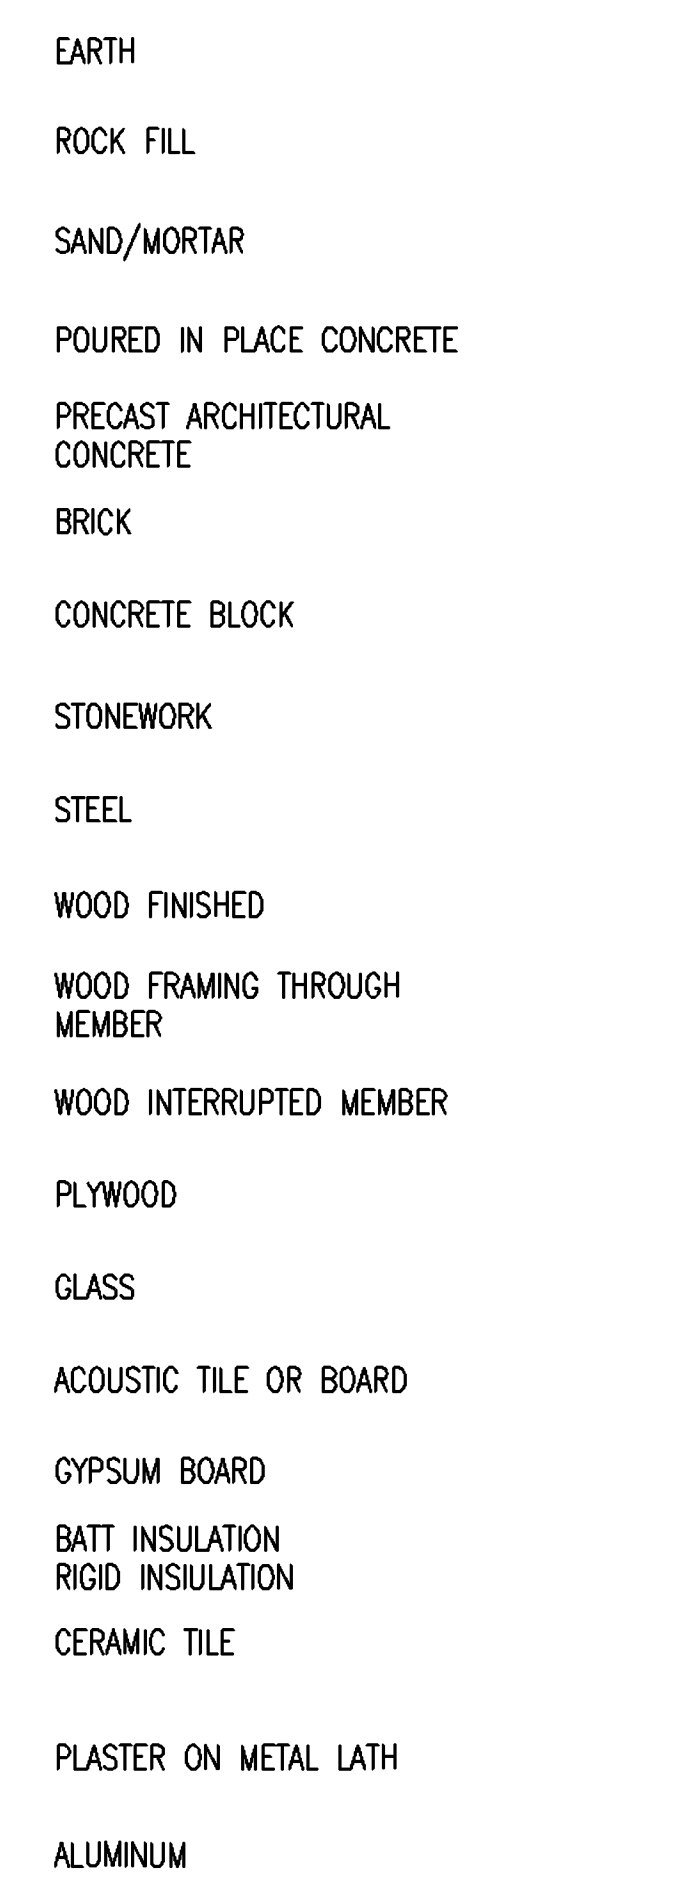 EARTH
ROCK FILL
SAND/MORTAR
POURED IN PLACE CONCRETE
PRECAST ARCHITECTURAL
CONCRETE
BRICK
CONCRETE BLOCK
STONEWORK
STEEL
WOOD FINISHED
WOOD FRAMING THROUGH
MEMBER
WOOD INTERRUPTED MEMBER
PLYWOOD
GLASS
ACOUSTIC TILE OR BOARD
GYPSUM BOARD
BATT INSULATION
RIGID INSIULATION
CERAMIC TILE
PLASTER ON METAL LATH
ALUMINUM